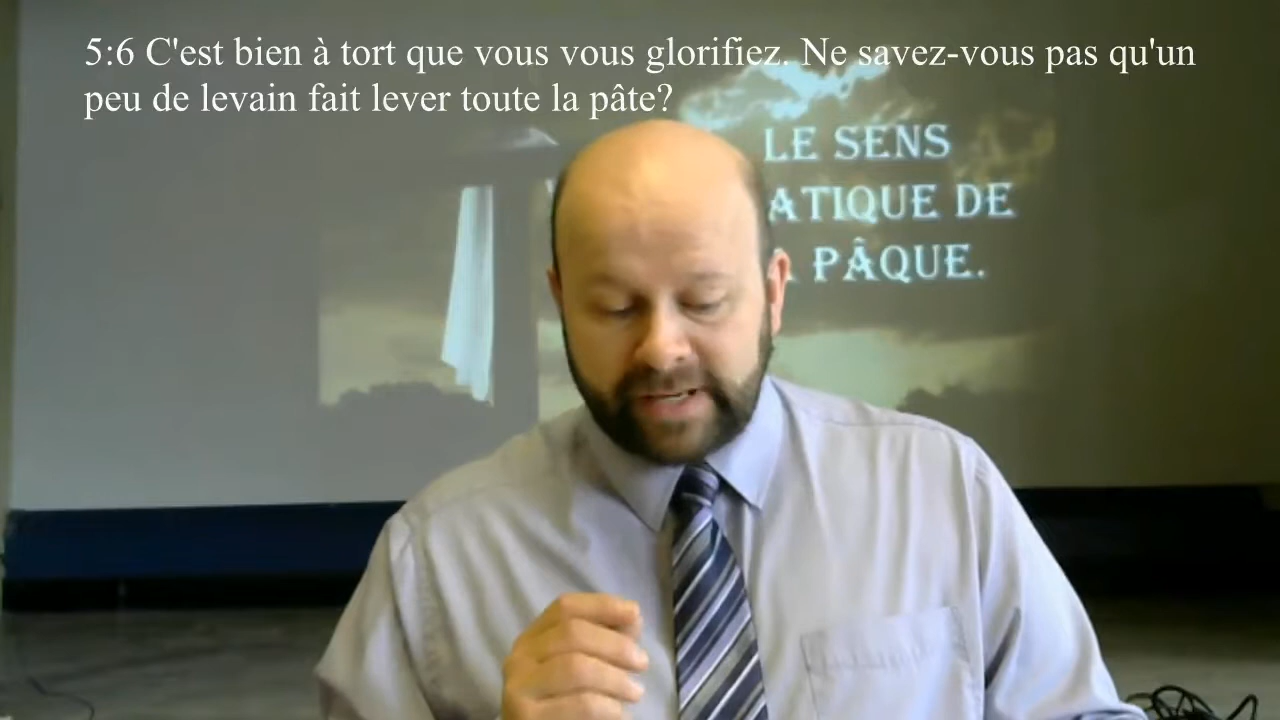 5:6 C'est bien à tort que vous vous glorifiez. Ne savez-vous pas qu'un
peu de levain fait lever toute la pâte?
LE SENS
ATIQUE DE
PÂQUE.